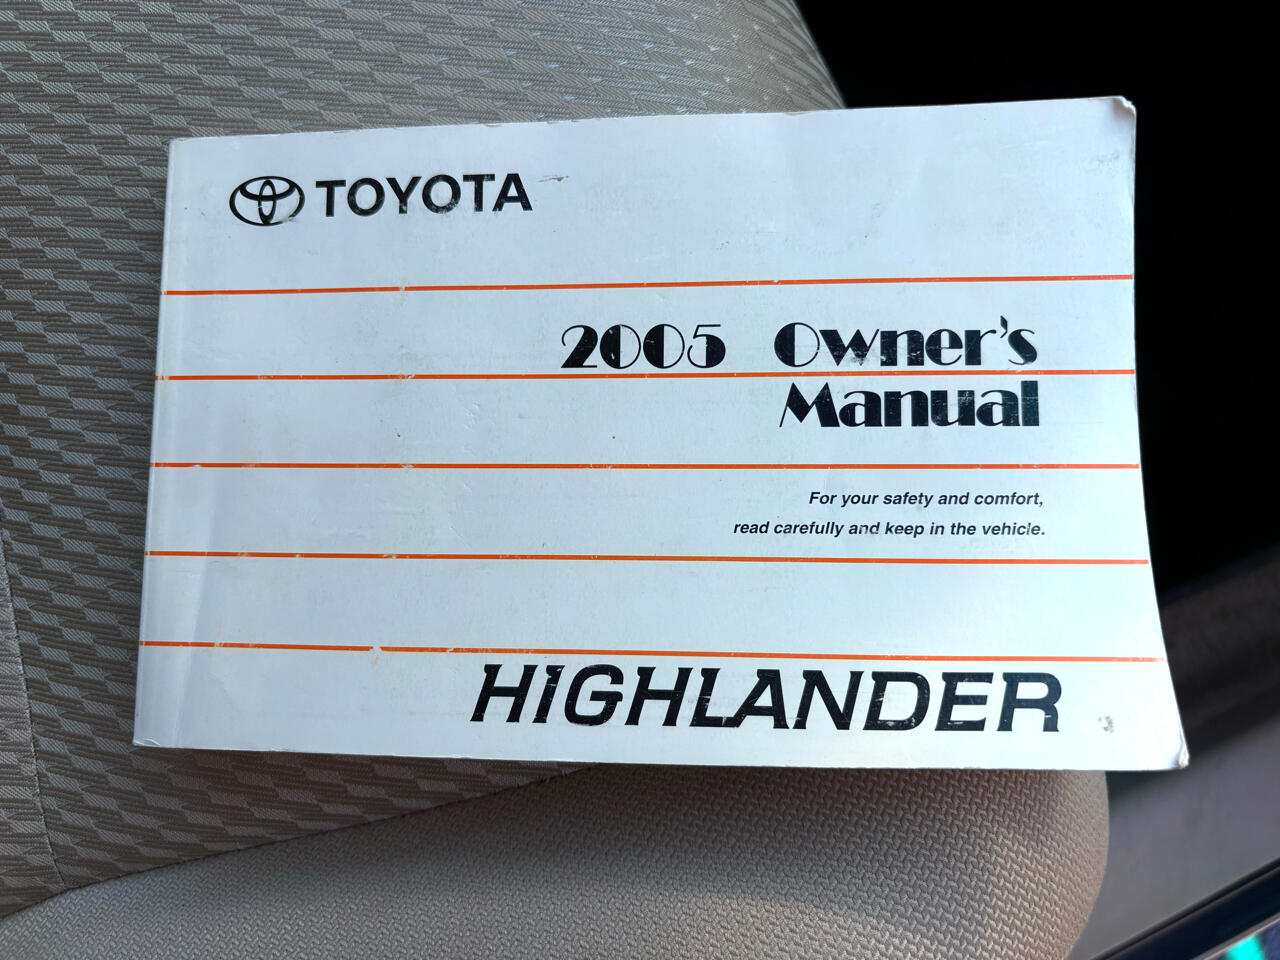 TOYOTA
2005 Owner's
Manual
For your safety and comfort,
read carefully and keep in the vehicle.
HIGHLANDER